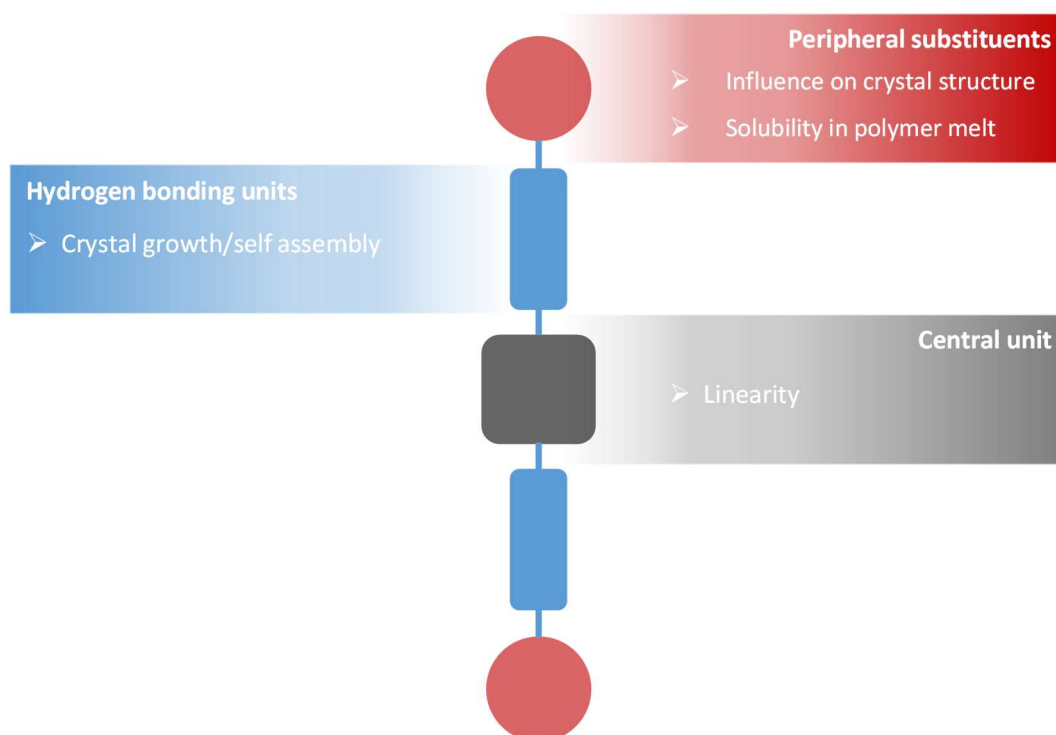 Peripheral substituents
➢ Influence on crystal structure
➢ Solubility in polymer melt
Hydrogen bonding units
➢ Crystal growth/self assembly
Central unit
➢ Linearity